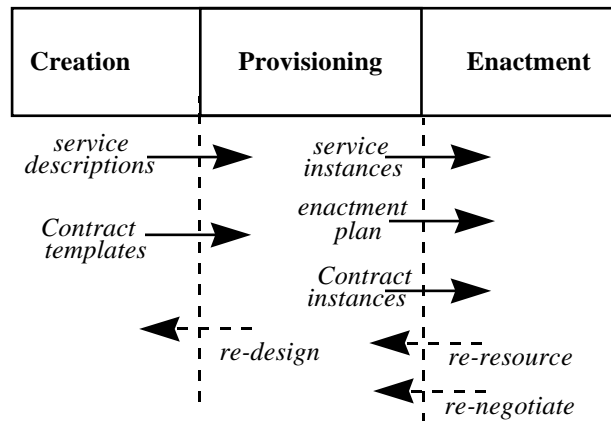 Creation Provisioning Enactment
service
descriptions
service
instances
Contract
templates
enactment
plan
Contract
instances
re-design
re-resource
re-negotiate